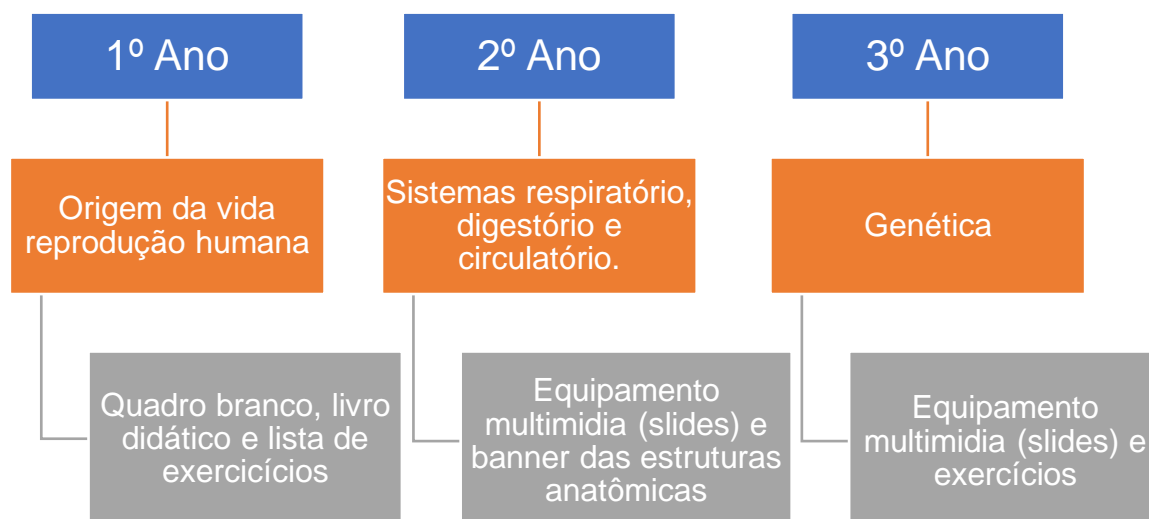 1º Ano
2º Ano
3º Ano
Origem da vida
reprodução humana
Sistemas respiratório,
digestório e
circulatório.
Genética
Quadro branco, livro
didático e lista de
exercicícios
Equipamento
multimidia (slides) e
banner das estruturas
anatômicas
Equipamento
multimidia (slides) e
exercícios